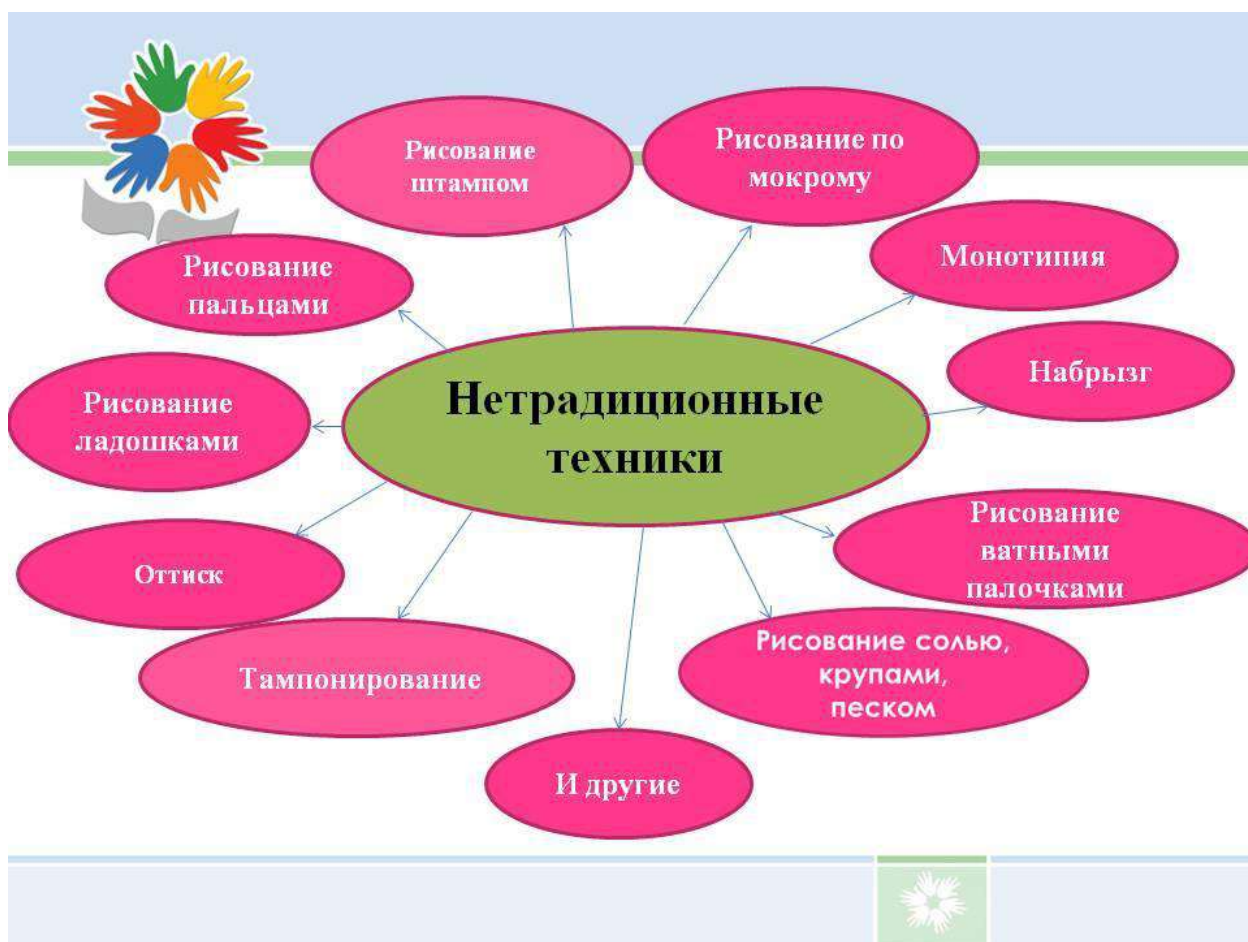 Рисование
штампом
Рисование по
мокрому
Монотипия
Рисование
пальцами
Набрызг
Нетрадиционные
техники
Рисование
ладошками
Рисование
ватными
палочками
Оттиск
Рисование солью,
крупами,
песком
Тампонирование
И другие